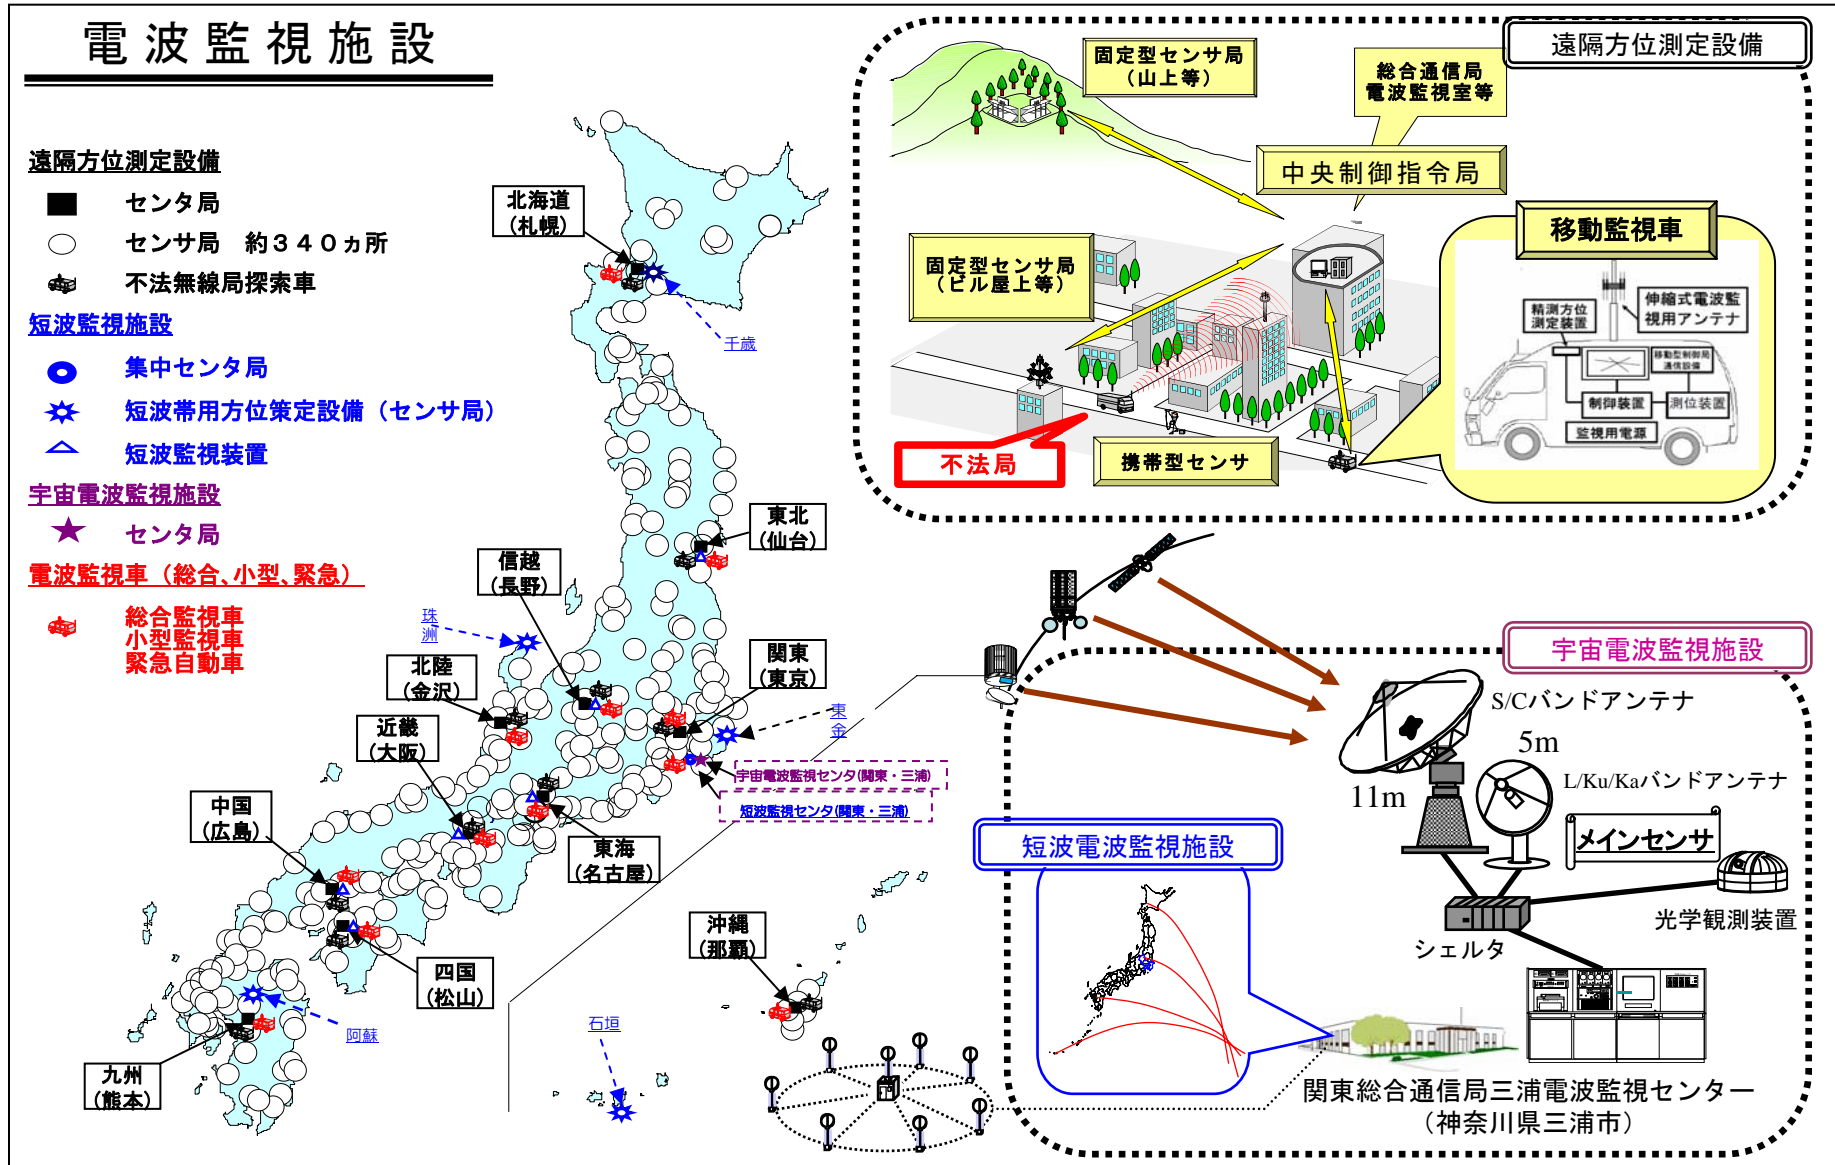 電波監視施設
遠隔方位測定設備
センタ局
センサ局　約３４０ヵ所
不法無線局探索車
短波監視施設
集中センタ局
短波帯用方位策定設備（センサ局）
短波監視装置
宇宙電波監視施設
センタ局
電波監視車（総合、小型、緊急）
総合監視車
小型監視車
緊急自動車
北海道
（札幌）
千歳
東北
（仙台）
信越
（長野）
珠
洲
北陸
（金沢）
関東
（東京）
東
金
近畿
（大阪）
宇宙電波監視センタ（関東・三浦）
短波監視センタ（関東・三浦）
中国
（広島）
東海
（名古屋）
四国
（松山）
沖縄
（那覇）
阿蘇
石垣
九州
（熊本）
遠隔方位測定設備
固定型センサ局
（山上等）
総合通信局
電波監視室等
中央制御指令局
固定型センサ局
（ビル屋上等）
移動監視車
精測方位
測定装置
伸縮式電波監
視用アンテナ
移動型制御局
通信設備
制御装置
測位装置
監視用電源
不法局
携帯型センサ
宇宙電波監視施設
S/Cバンドアンテナ
5m
11m
L/Ku/Kaバンドアンテナ
メインセンサ
短波電波監視施設
光学観測装置
シェルタ
関東総合通信局三浦電波監視センター
（神奈川県三浦市）